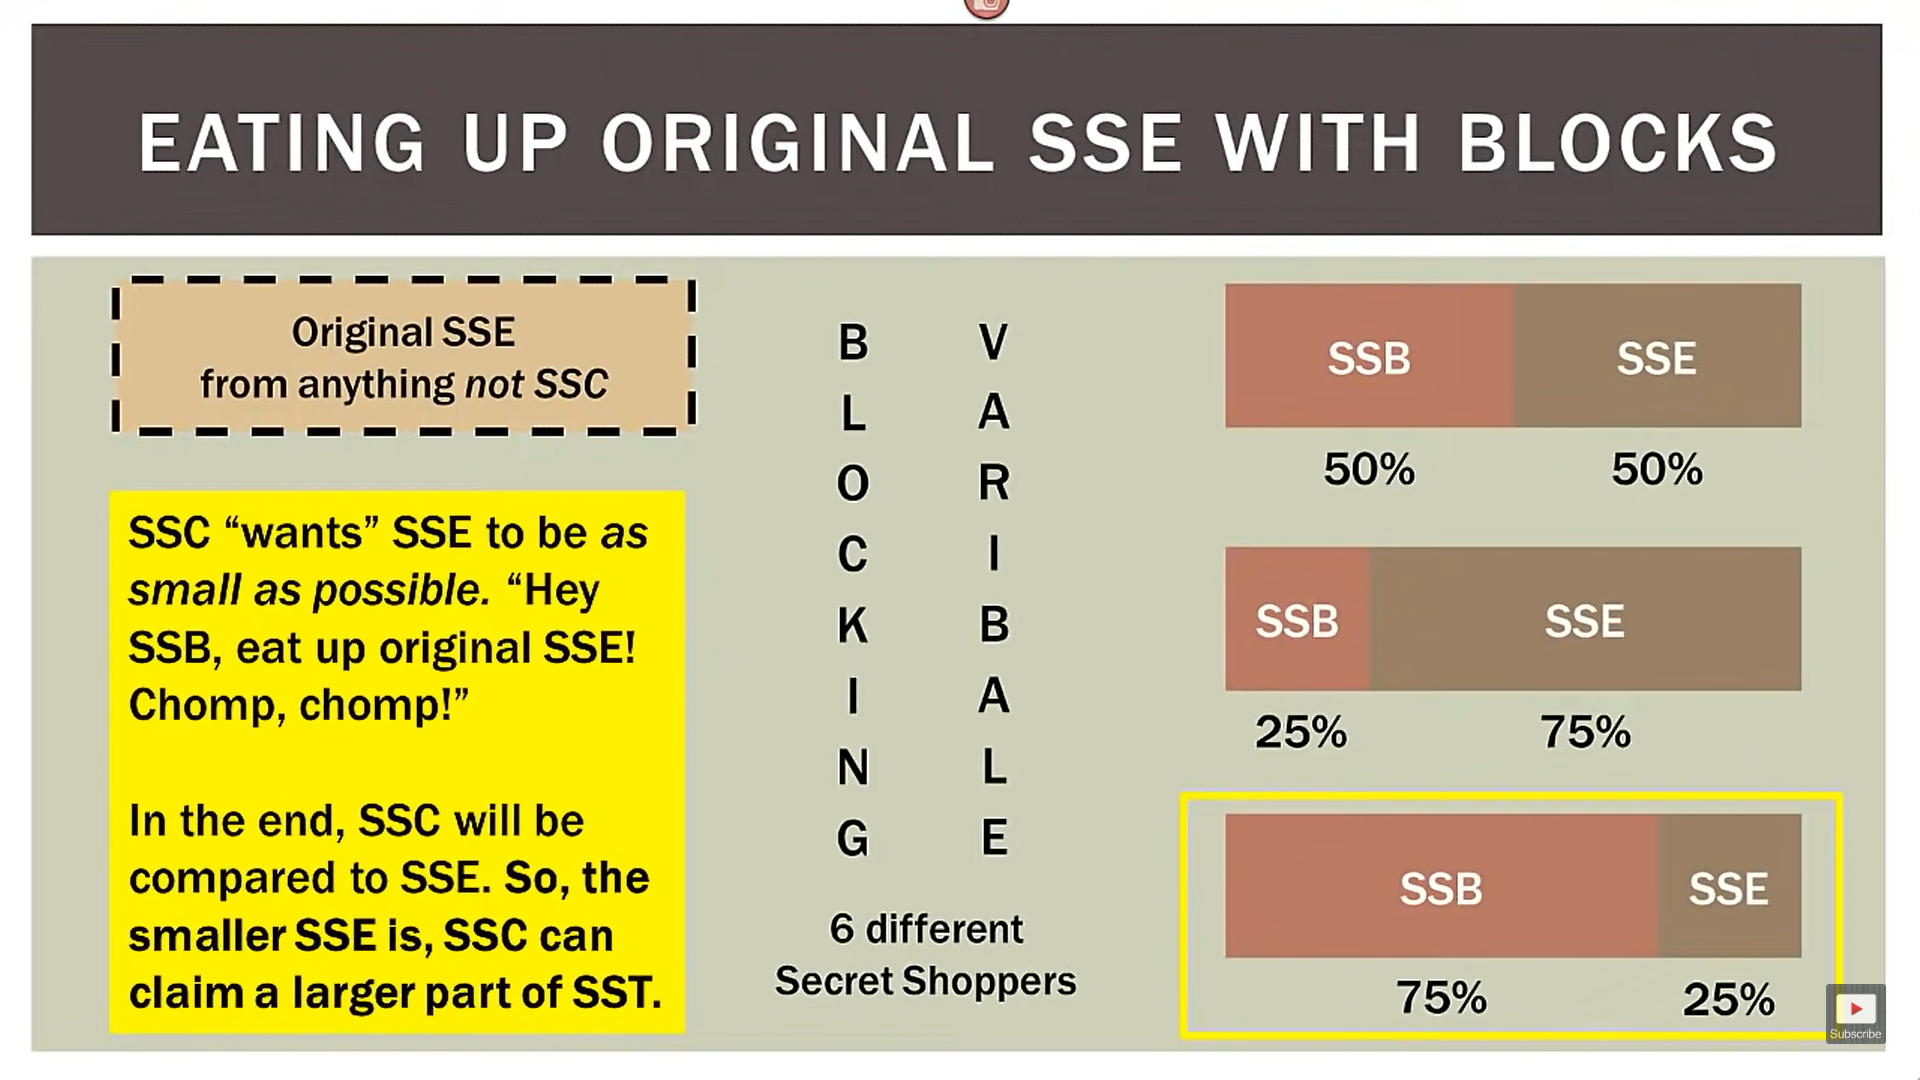 EATING UP ORIGINAL SSE WITH BLOCKS
Original SSE
from anything not SSC
SSC “wants” SSE to be as
small as possible. “Hey
SSB, eat up original SSE!
Chomp, chomp!”
In the end, SSC will be
compared to SSE. So, the
smaller SSE is, SSC can
claim a larger part of SST.
B V
L A
O R
C I
K B
I A
N L
G E
6 different
Secret Shoppers
SSB SSE
50% 50%
SSB SSE
25% 75%
SSB SSE
75% 25%
Subscribe